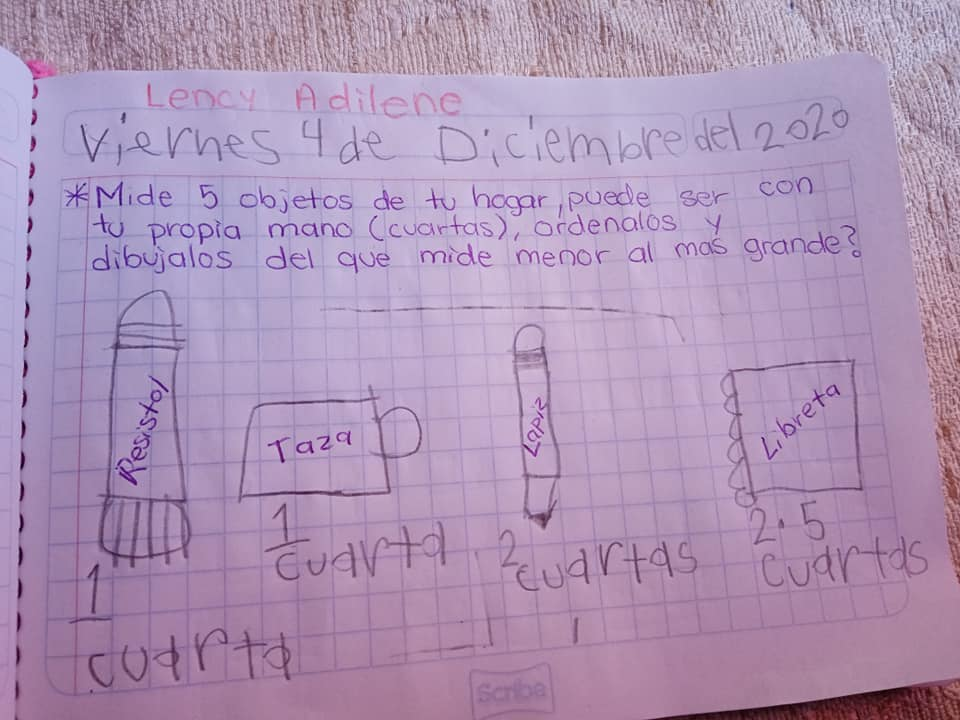 Lency Adilene
Viernes 4 de Diciembre del 2020
*Mide 5 objetos de tu hogar, puede ser con
tu propia mano (cuartas), ordenalos y
dibujalos del que mide menor al mas grande?
Resistol
Taza
Lapiz
Libreta
1
cuarta
1
cuarta
2
cuartas
2.5
cuartas
Scribe